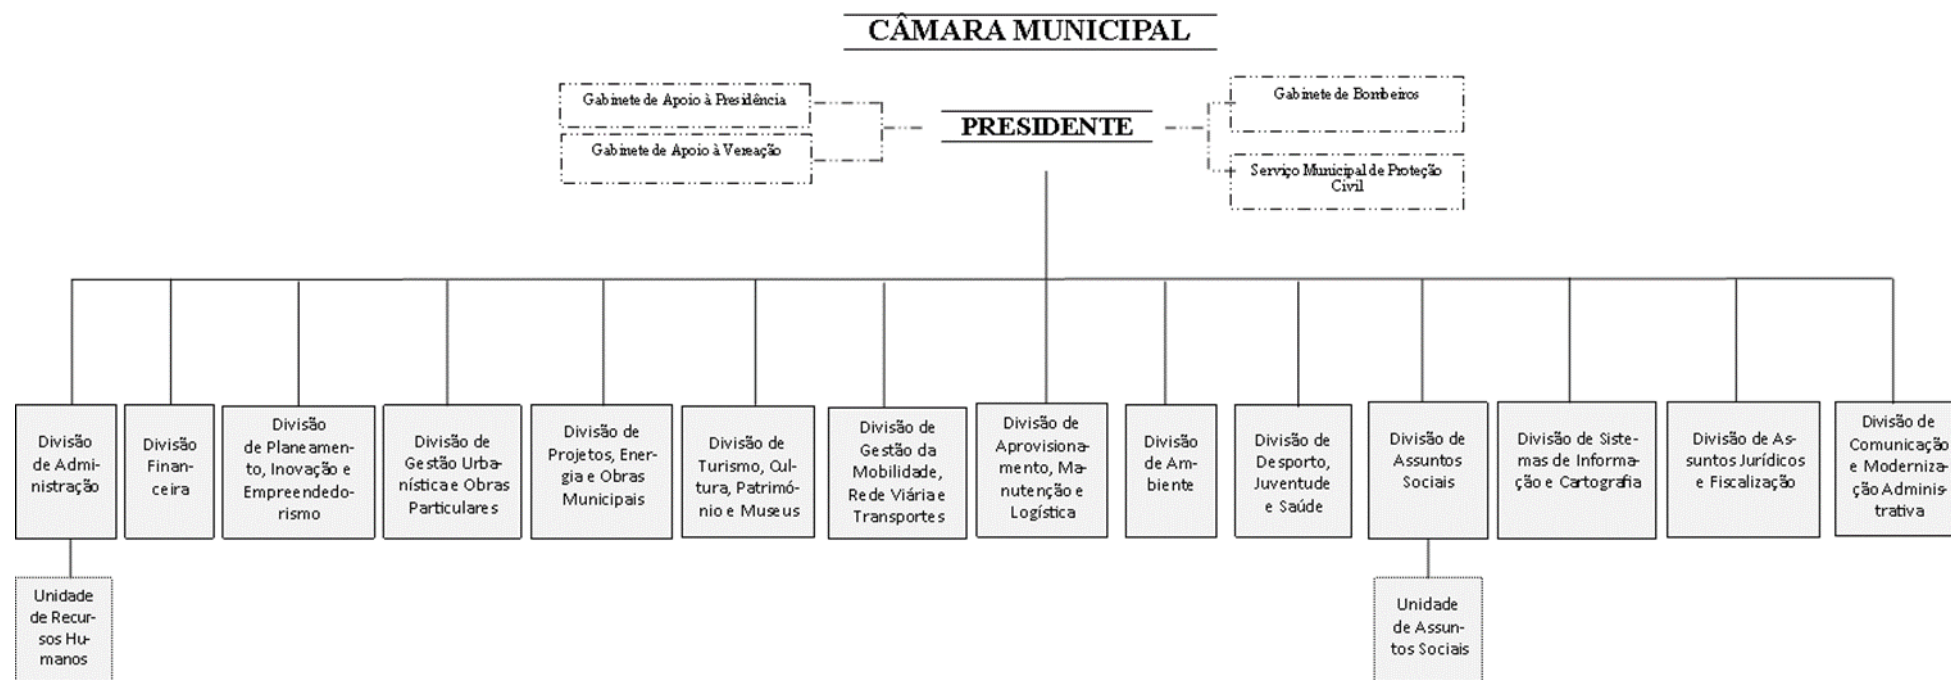 CÂMARA MUNICIPAL
Gabinete de Apoio à Presidência
Gabinete de Apoio à Vereação
PRESIDENTE
Gabinete de Bombeiros
Serviço Municipal de Proteção
Civil
Divisão
de Admi-
nistração
Divisão
Finan-
ceira
Divisão
de Planeamen-
to, Inovação e
Empreendedo-
rismo
Divisão de
Gestão Urba-
nística e Obras
Particulares
Divisão de
Projetos, Ener-
gia e Obras
Municipais
Divisão de
Turismo, Cul-
tura, Patrimó-
nio e Museus
Divisão de
Gestão da
Mobilidade,
Rede Viária e
Transportes
Divisão de
Aprovisiona-
mento, Ma-
nutenção e
Logística
Divisão
de Am-
biente
Divisão de
Desporto,
Juventude
e Saúde
Divisão de
Assuntos
Sociais
Divisão de Siste-
mas de Informa-
ção e Cartografia
Divisão de As-
suntos Jurídicos
e Fiscalização
Divisão de
Comunicação
e Moderniza-
ção Adminis-
trativa
Unidade
de Recur-
sos Hu-
manos
Unidade
de Assun-
tos Sociais